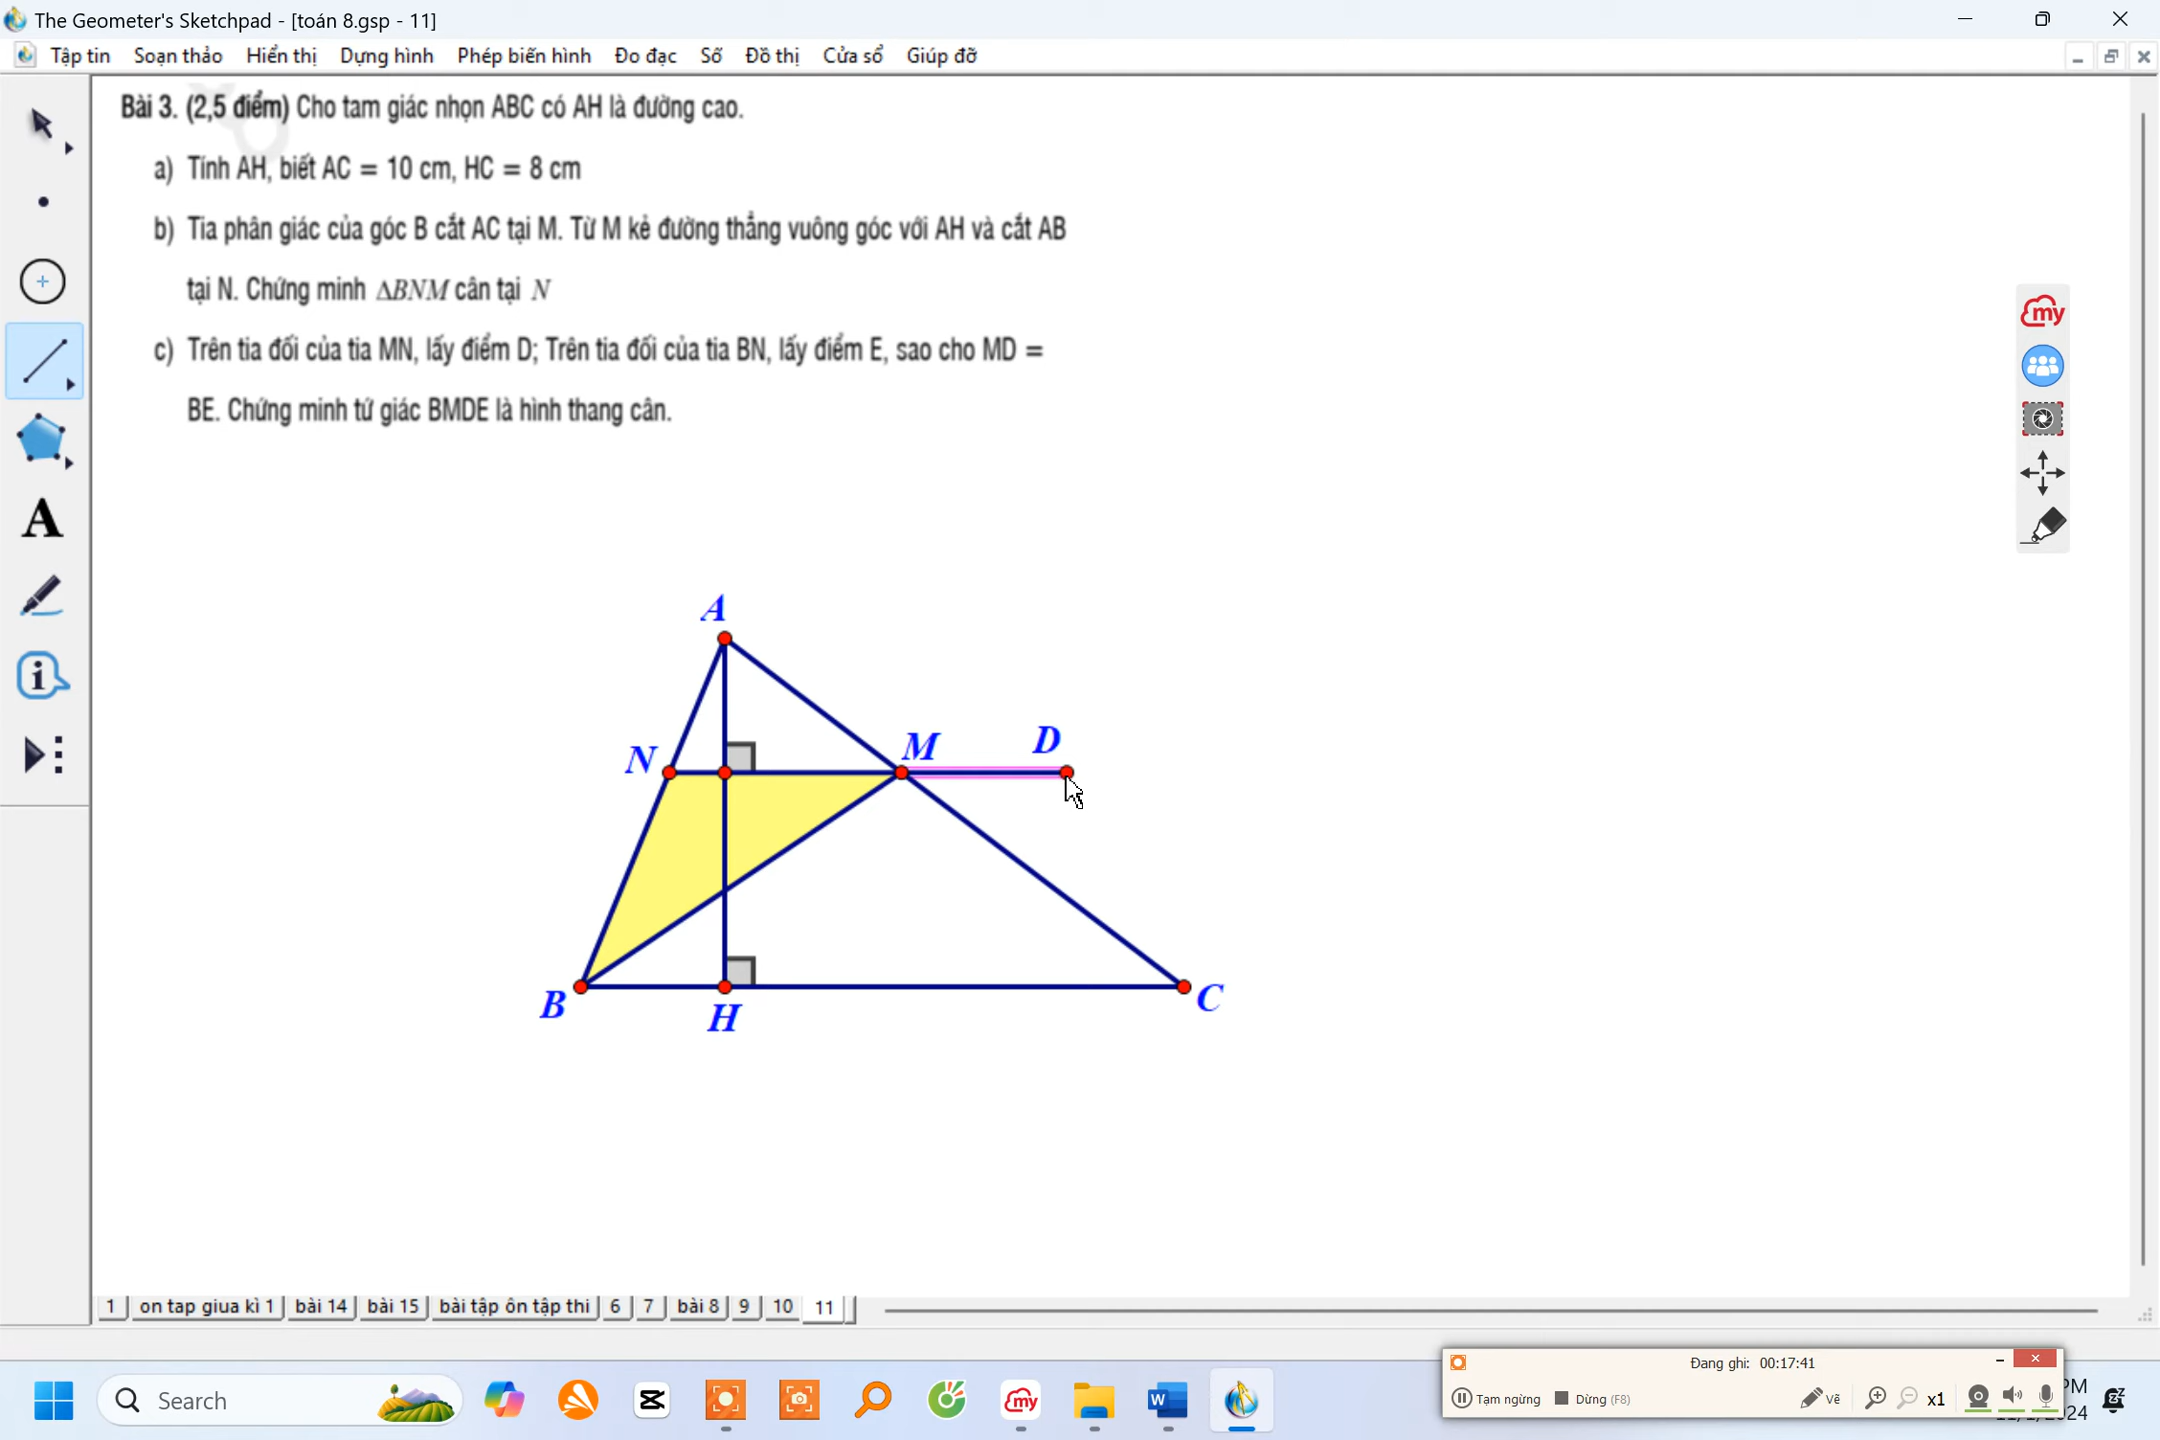 The Geometer's Sketchpad - [toán 8.gsp - 11]
Tập tin Soạn thảo Hiển thị Dựng hình Phép biến hình Đo đạc Số Đồ thị Cửa sổ Giúp đỡ
Bài 3. (2,5 điểm) Cho tam giác nhọn ABC có AH là đường cao.
a) Tính AH, biết AC = 10 cm, HC = 8 cm
b) Tia phân giác của góc B cắt AC tại M. Từ M kẻ đường thẳng vuông góc với AH và cắt AB
tại N. Chứng minh ΔBNM cân tại N
c) Trên tia đối của tia MN, lấy điểm D; Trên tia đối của tia BN, lấy điểm E, sao cho MD =
BE. Chứng minh tứ giác BMDE là hình thang cân.
my
A
A
N
M
D
B
H
C
1 on tap giua kì 1 bài 14 bài 15 bài tập ôn tập thi 6 7 bài 8 9 10 11
Đang ghi: 00:17:41
Tạm ngừng Dừng (F8) Vẽ x1
Search
my
W
PM